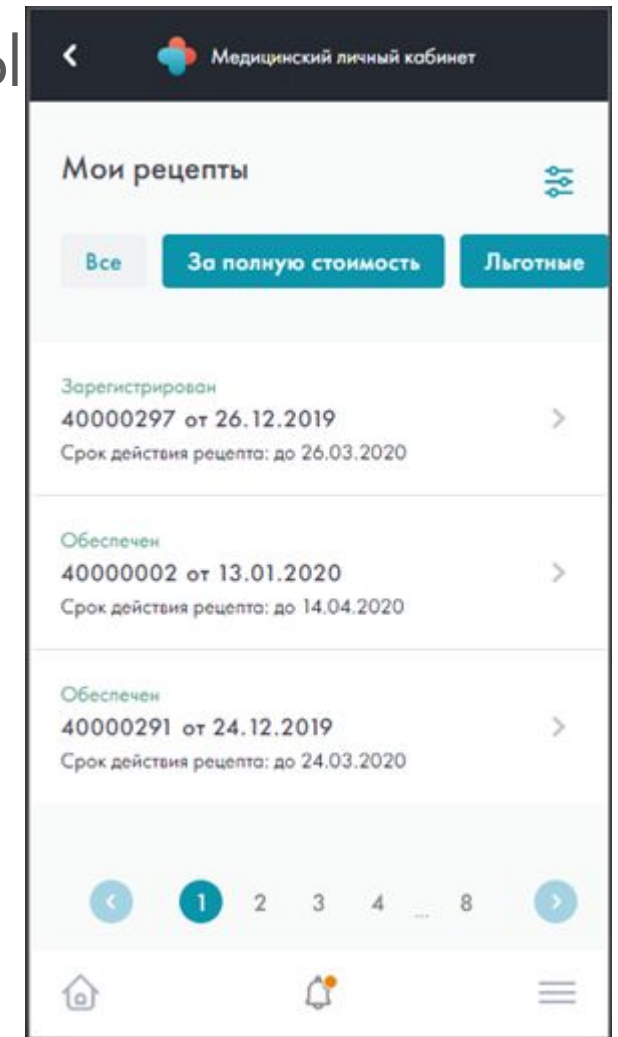 ы
Медицинский личный кабинет
Мои рецепты
Все За полную стоимость Льготные
Зарегистрирован
40000297 от 26.12.2019
Срок действия рецепта: до 26.03.2020
Обеспечен
40000002 от 13.01.2020
Срок действия рецепта: до 14.04.2020
Обеспечен
40000291 от 24.12.2019
Срок действия рецепта: до 24.03.2020
1 2 3 4 ... 8